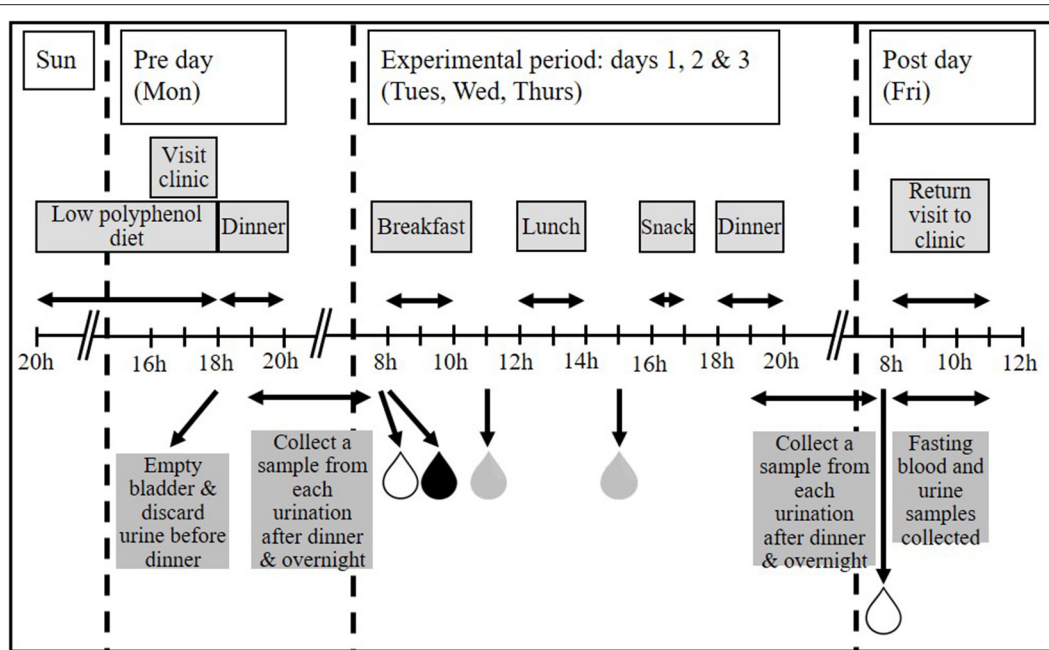 Sun
Pre day
(Mon)
Experimental period: days 1, 2 & 3
(Tues, Wed, Thurs)
Post day
(Fri)
Visit
clinic
Low polyphenol
diet
Dinner
Breakfast
Lunch
Snack
Dinner
Return
visit to
clinic
20h
16h
18h
20h
8h
10h
12h
14h
16h
18h
20h
8h
10h
12h
Empty
bladder &
discard
urine before
dinner
Collect a
sample from
each
urination
after dinner
& overnight
Collect a
sample from
each
urination
after dinner
& overnight
Fasting
blood and
urine
samples
collected